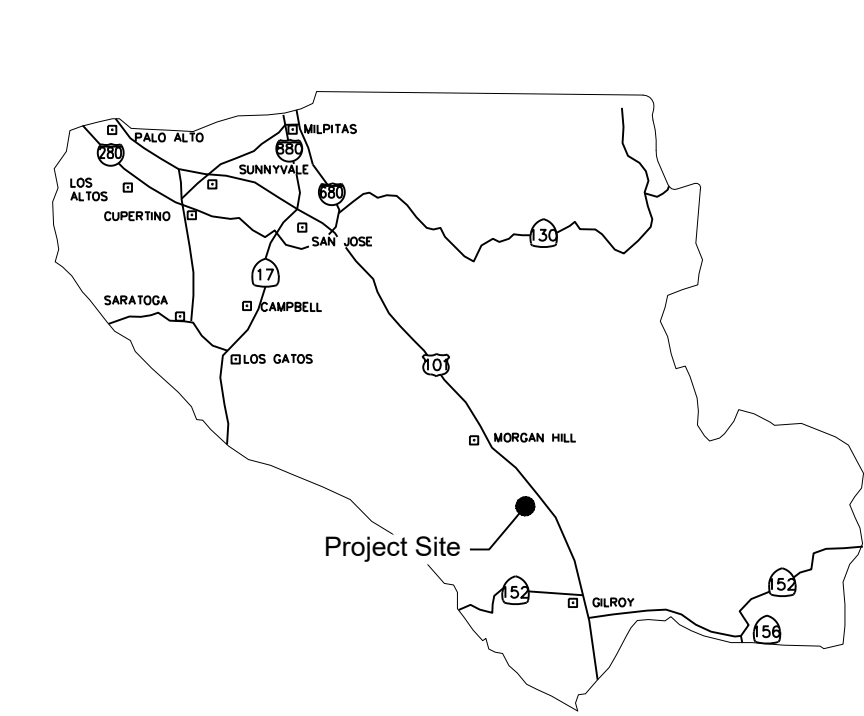 PALO ALTO
MILPITAS
280
880
SUNNYVALE
LOS
ALTOS
680
CUPERTINO
130
SAN JOSE
17
SARATOGA
CAMPBELL
LOS GATOS
101
MORGAN HILL
Project Site
152
152
GILROY
156